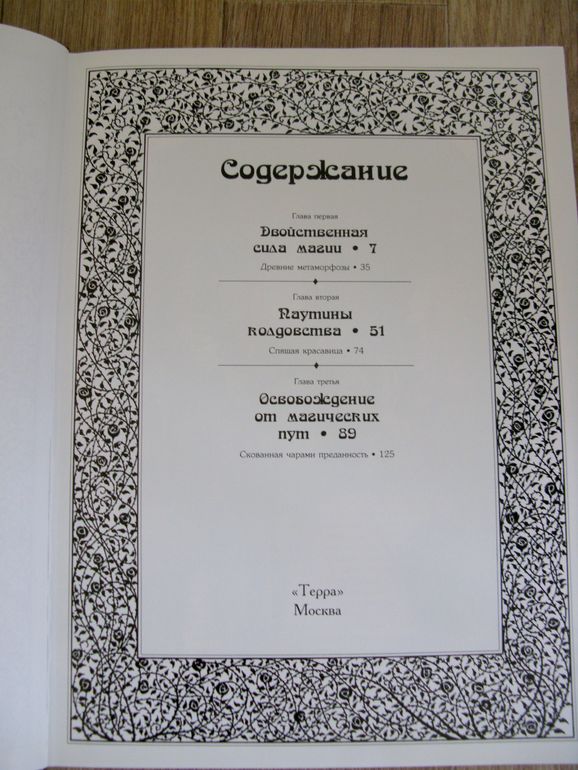 Содержание
Глава первая
Двойственная
сила магии • 7
Древние метаморфозы • 35
Глава вторая
Паутины
колдовства • 51
Спящая красавица • 74
Глава третья
Освобождение
от магических
пут • 89
Скованная чарами преданность • 125
«Терра»
Москва